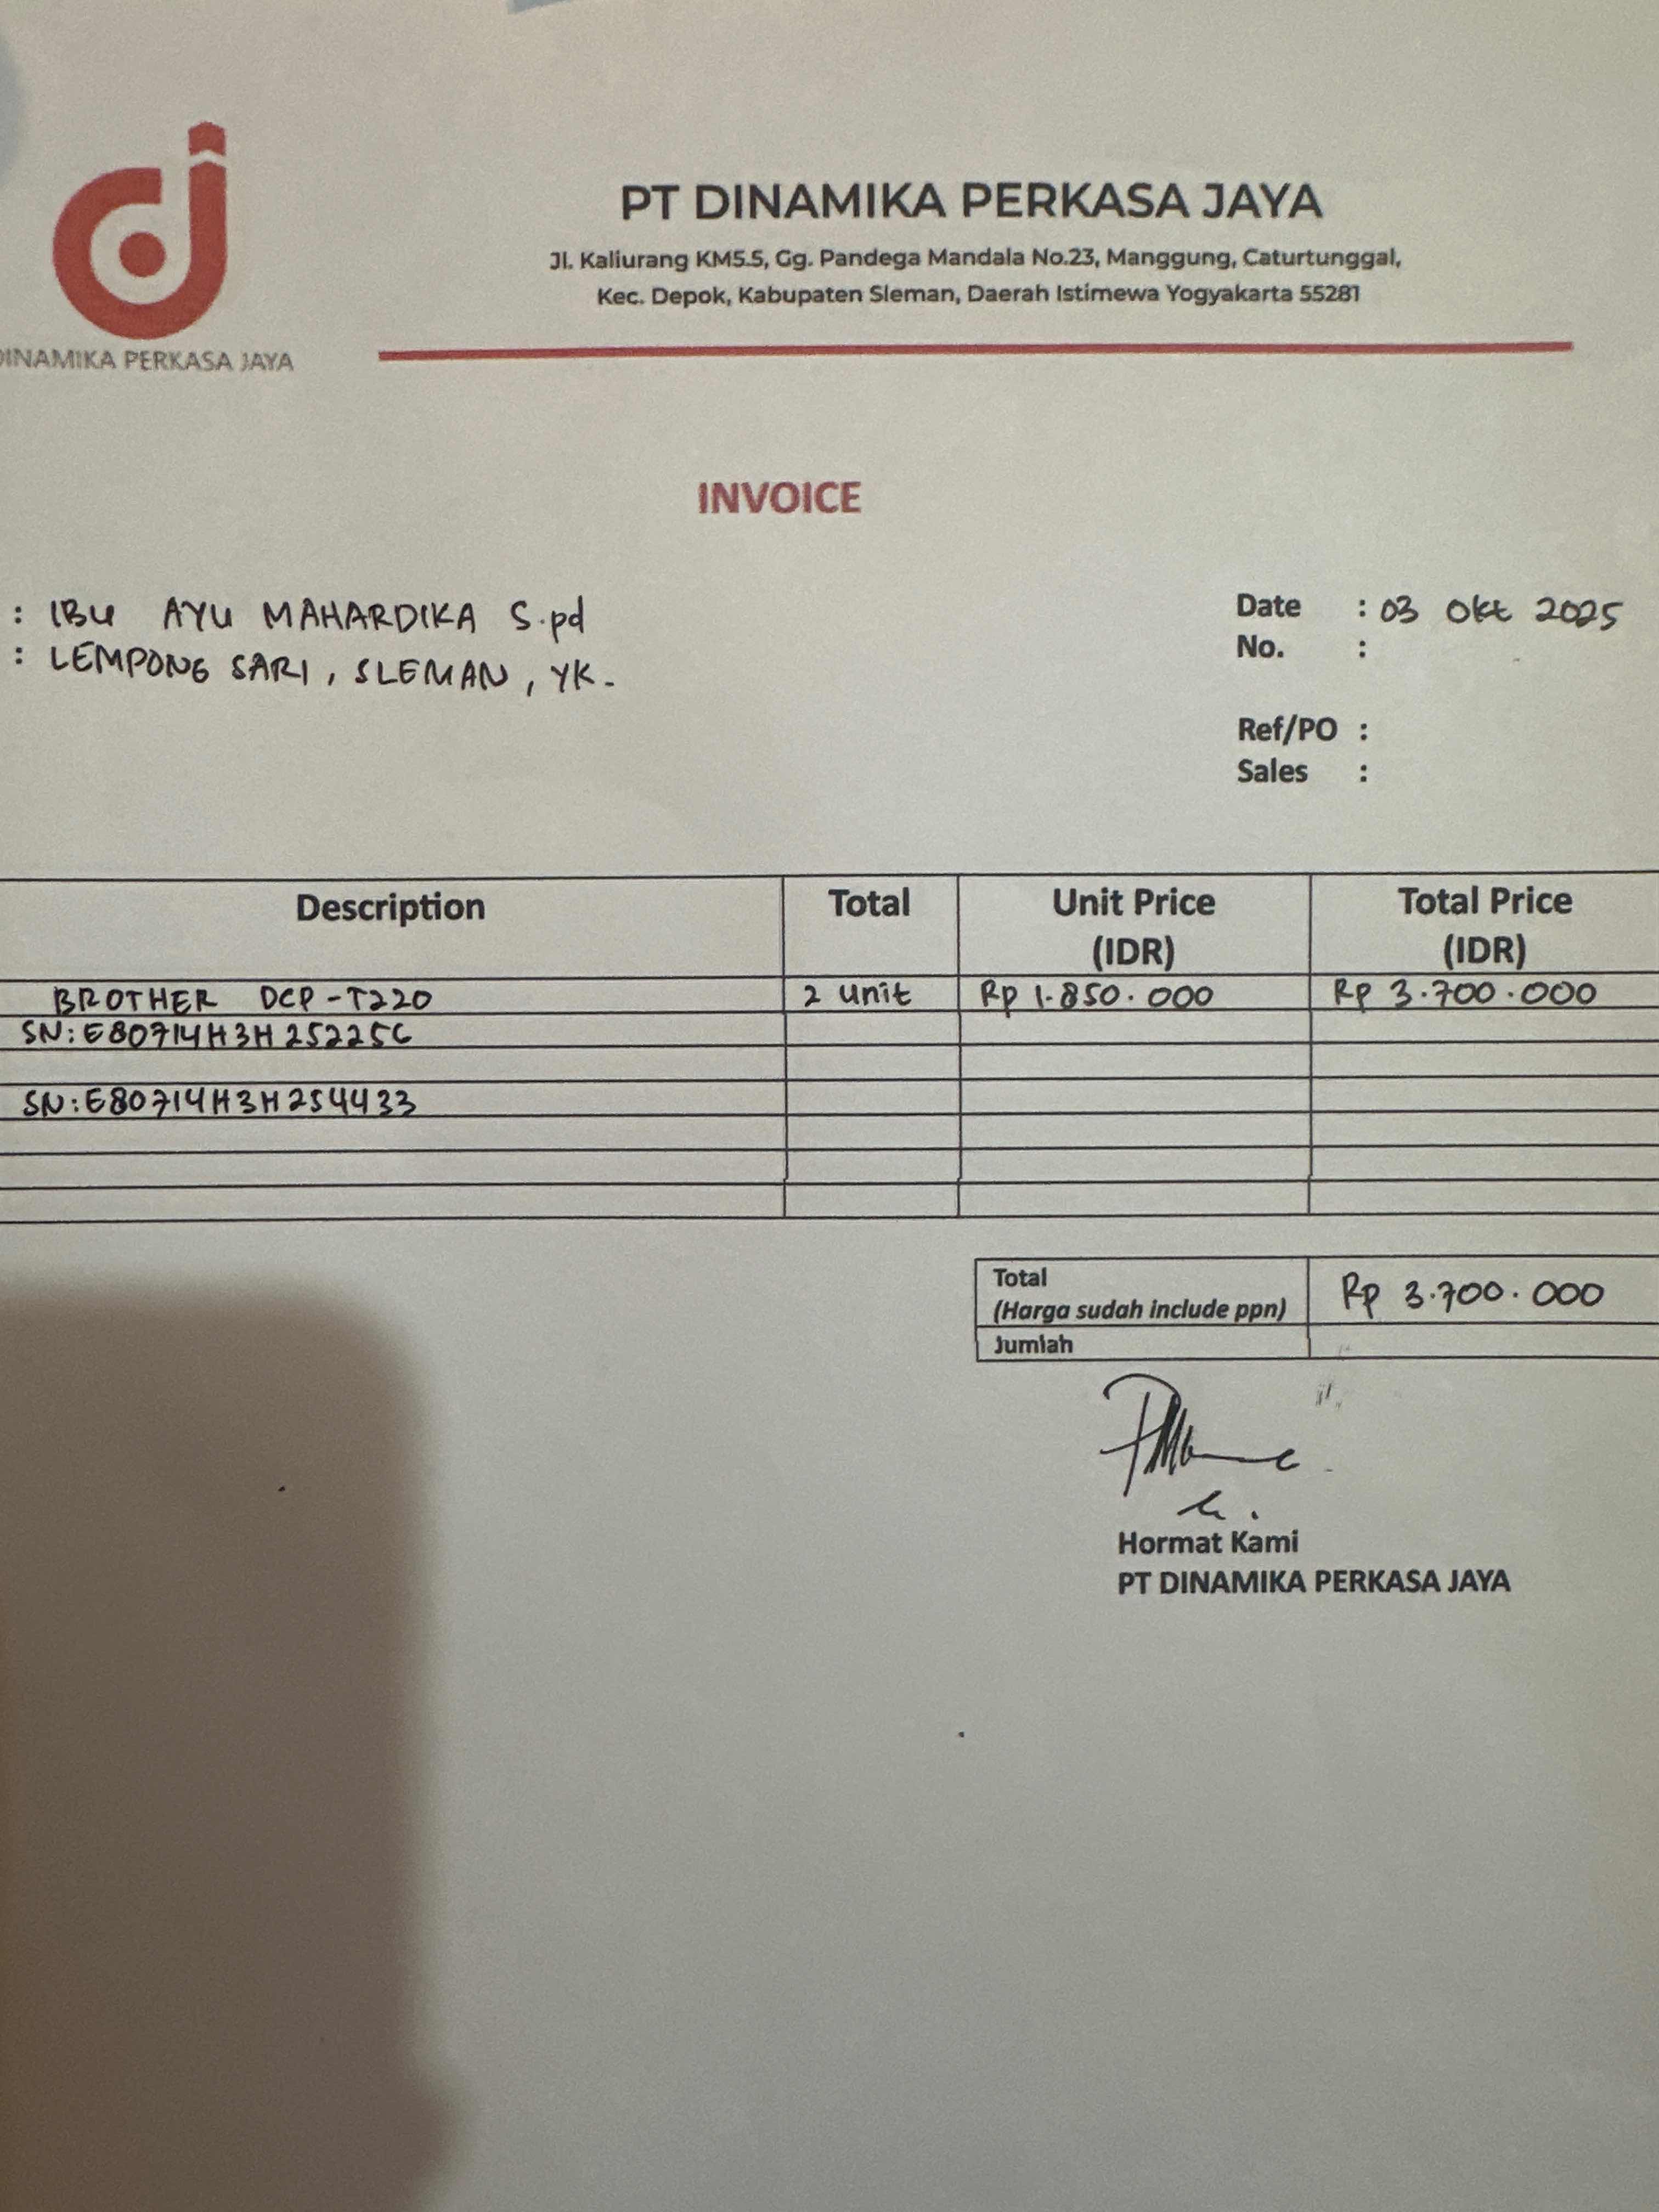 PT DINAMIKA PERKASA JAYA
Jl. Kaliurang KM5.5, Gg. Pandega Mandala No.23, Manggung, Caturtunggal,
Kec. Depok, Kabupaten Sleman, Daerah Istimewa Yogyakarta 55281
DINAMIKA PERKASA JAYA
INVOICE
: IBU AYU MAHARDIKA S.pd
: LEMPONG SARI, SLEMAN, YK.
Date : 03 Okt 2025
No. :
Ref/PO :
Sales :
Description Total Unit Price (IDR) Total Price (IDR)
BROTHER DCP-T220 2 Unit Rp 1.850.000 Rp 3.700.000
SN: E80714H3H252256
SN: E80714H3H254433
Total Rp 3.700.000
(Harga sudah include ppn)
Jumlah
Hormat Kami
PT DINAMIKA PERKASA JAYA